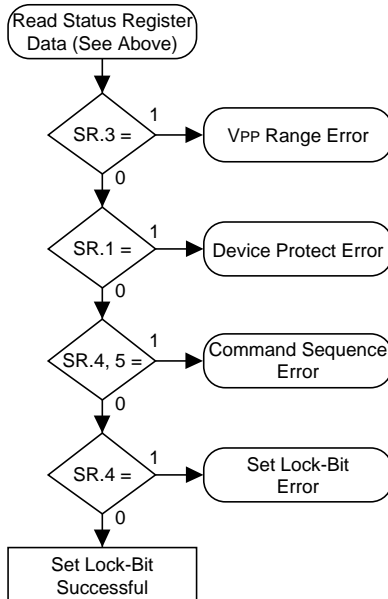 Read Status Register
Data (See Above)
1
SR.3 =
VPP Range Error
0
1
SR.1 =
Device Protect Error
0
1
SR.4, 5 =
Command Sequence
Error
0
1
SR.4 =
Set Lock-Bit
Error
0
Set Lock-Bit
Successful